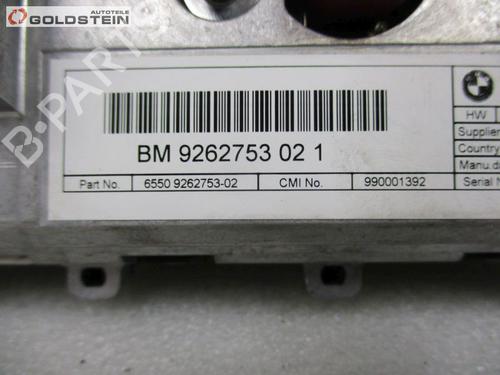 GOLDSTEIN
B-PARTS
BM 9262753 02 1
Part No. 6550 9262753-02 CMI No. 990001392
HW
Supplier
Country
Manu.da
Serial N